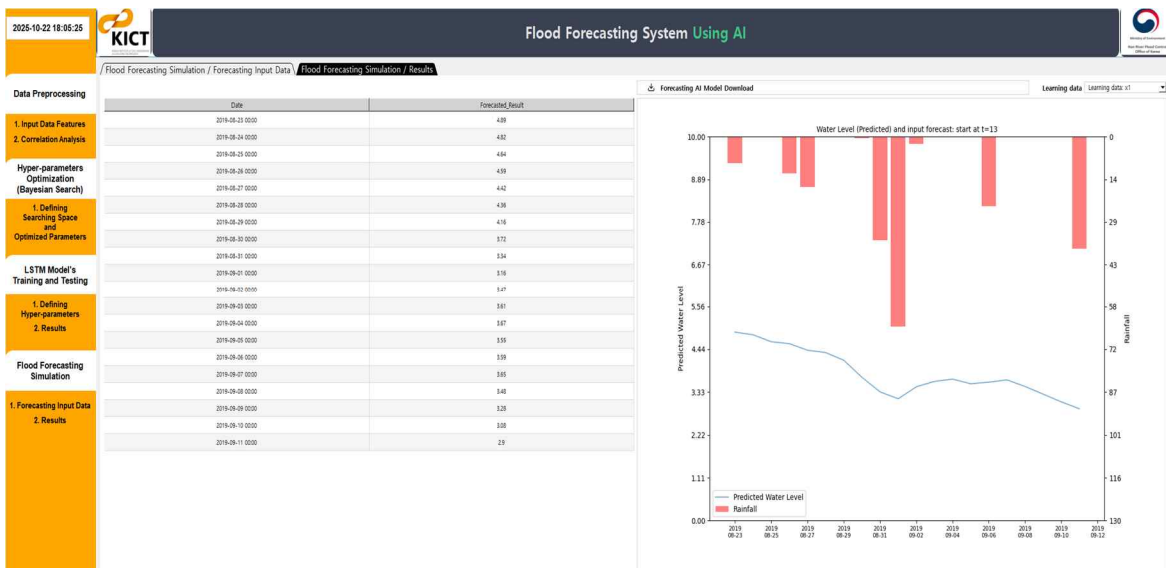 2025-10-22 18:05:25
KICT
Flood Forecasting System Using AI
Data Preprocessing
1. Input Data Features
2. Correlation Analysis
Hyper-parameters
Optimization
(Bayesian Search)
1. Defining
Searching Space
and
Optimized Parameters
LSTM Model's
Training and Testing
1. Defining
Hyper-parameters
2. Results
Flood Forecasting
Simulation
1. Forecasting Input Data
2. Results
Flood Forecasting Simulation / Forecasting Input Data
Flood Forecasting Simulation / Results
Date Forecasted_Result
2019-08-23 00:00 4.89
2019-08-24 00:00 4.82
2019-08-25 00:00 4.64
2019-08-26 00:00 4.59
2019-08-27 00:00 4.42
2019-08-28 00:00 4.36
2019-08-29 00:00 4.16
2019-08-30 00:00 3.72
2019-08-31 00:00 3.34
2019-09-01 00:00 3.16
2019-09-02 00:00 3.47
2019-09-03 00:00 3.61
2019-09-04 00:00 3.67
2019-09-05 00:00 3.55
2019-09-06 00:00 3.59
2019-09-07 00:00 3.65
2019-09-08 00:00 3.48
2019-09-09 00:00 3.28
2019-09-10 00:00 3.08
2019-09-11 00:00 2.9
Forecasting AI Model Download
Learning data Learning data: x1
Water Level (Predicted) and input forecast: start at t=13
Predicted Water Level
10.00
8.89
7.78
6.67
5.56
4.44
3.33
2.22
1.11
0.00
Predicted Water Level
Rainfall
2019 2019 2019 2019 2019 2019 2019 2019 2019 2019 2019
08-23 08-25 08-27 08-29 08-31 09-02 09-04 09-06 09-08 09-10 09-12
0
14
29
43
58
72
87
101
116
130
Rainfall